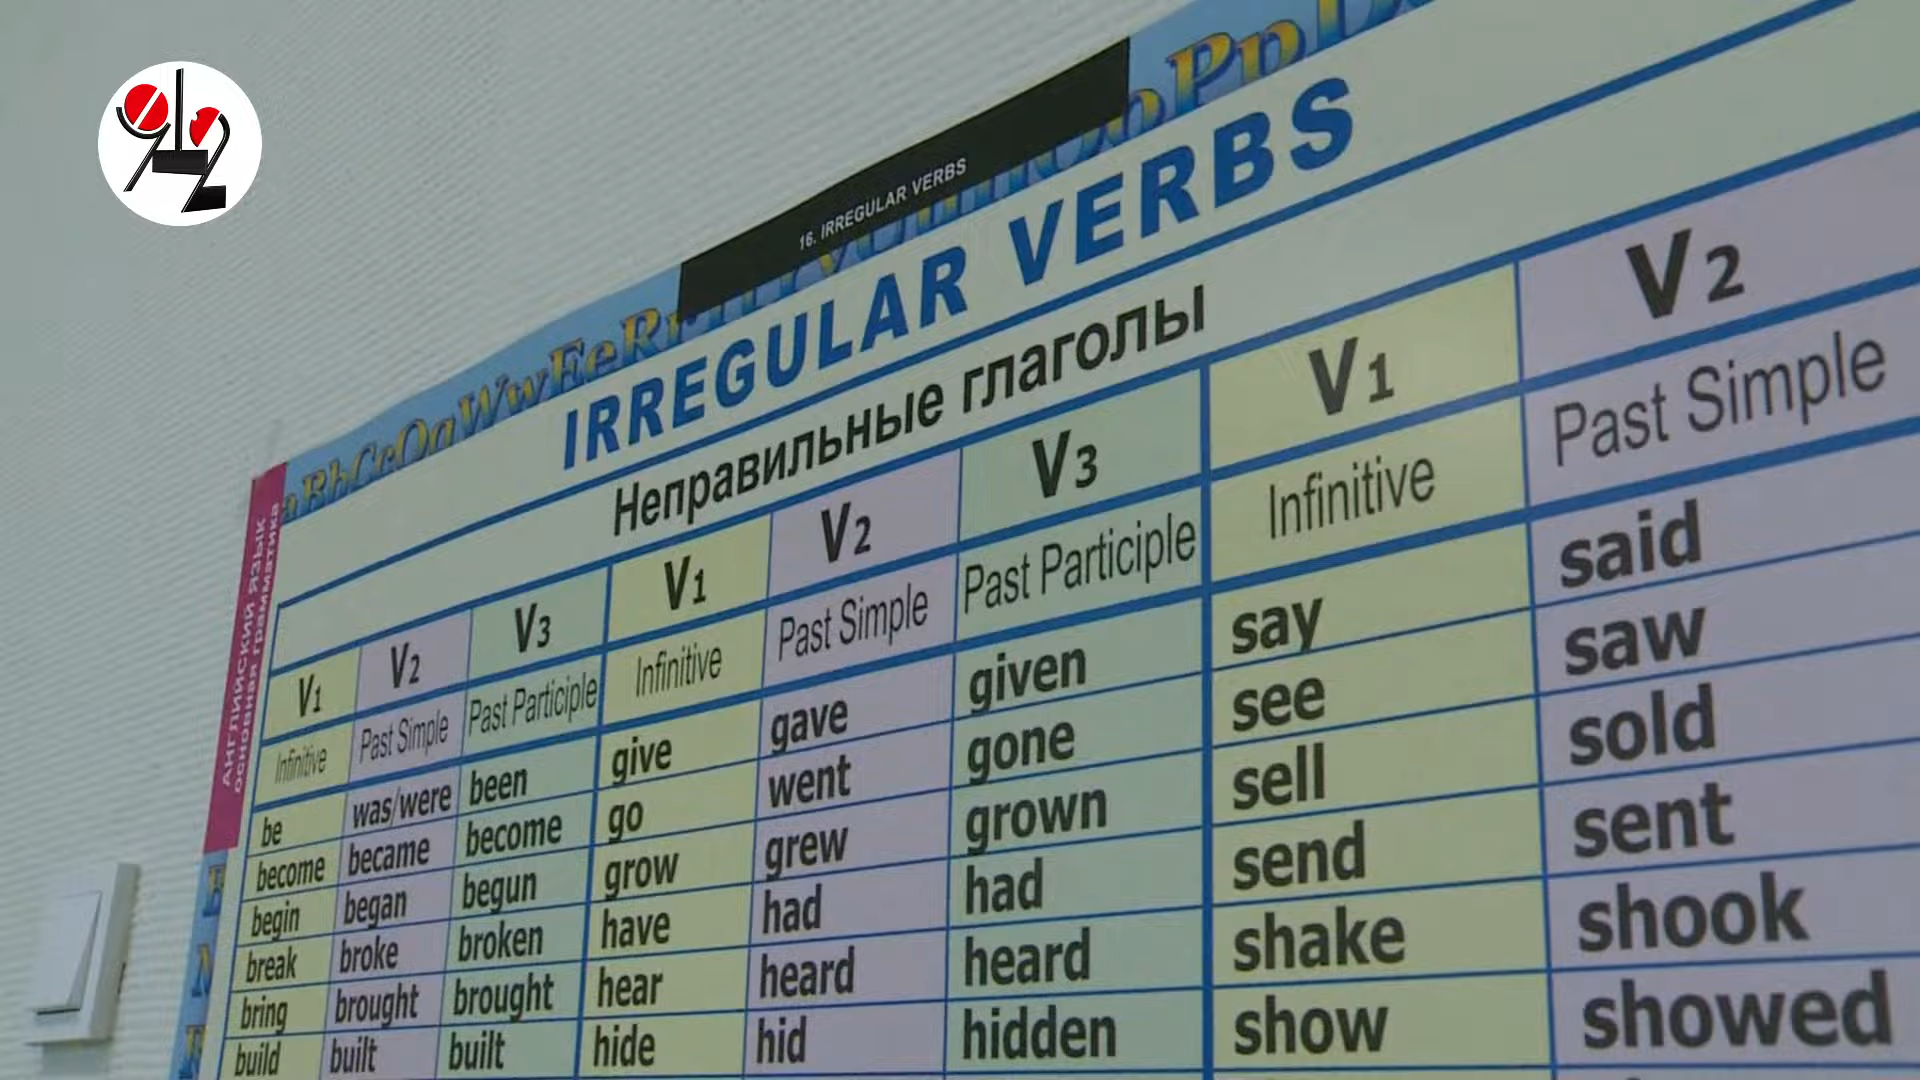 16. IRREGULAR VERBS
IRREGULAR VERBS
Неправильные глаголы
АНГЛИЙСКИЙ ЯЗЫК
основная грамматика
V1 V2 V3 V1 V2 V3 V1 V2
Infinitive Past Simple Past Participle Infinitive Past Simple Past Participle Infinitive Past Simple
be was/were been give gave given say said
become became become go went gone see saw
begin began begun grow grew grown sell sold
break broke broken have had had send sent
bring brought brought hear heard heard shake shook
build built built hide hid hidden show showed